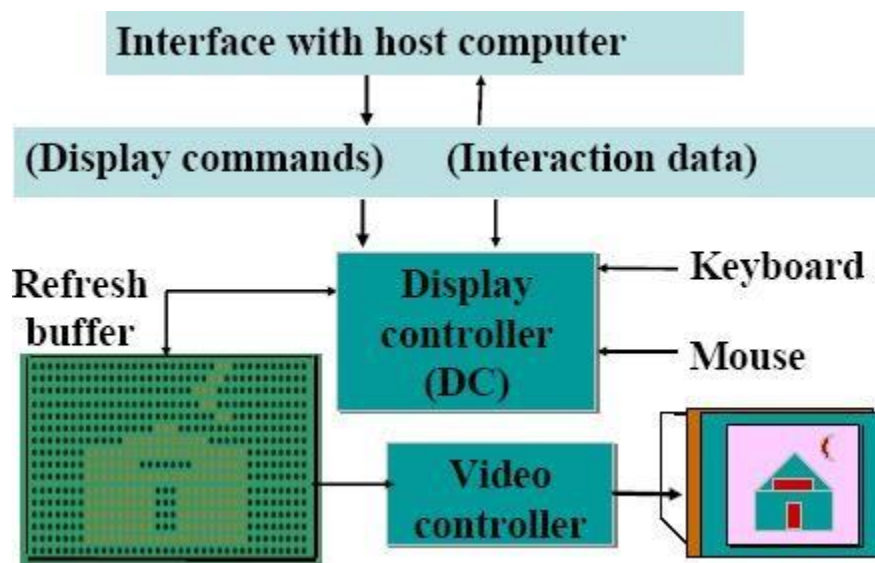 Interface with host computer
(Display commands) (Interaction data)
Refresh
buffer
Display
controller
(DC)
Keyboard
Mouse
Video
controller